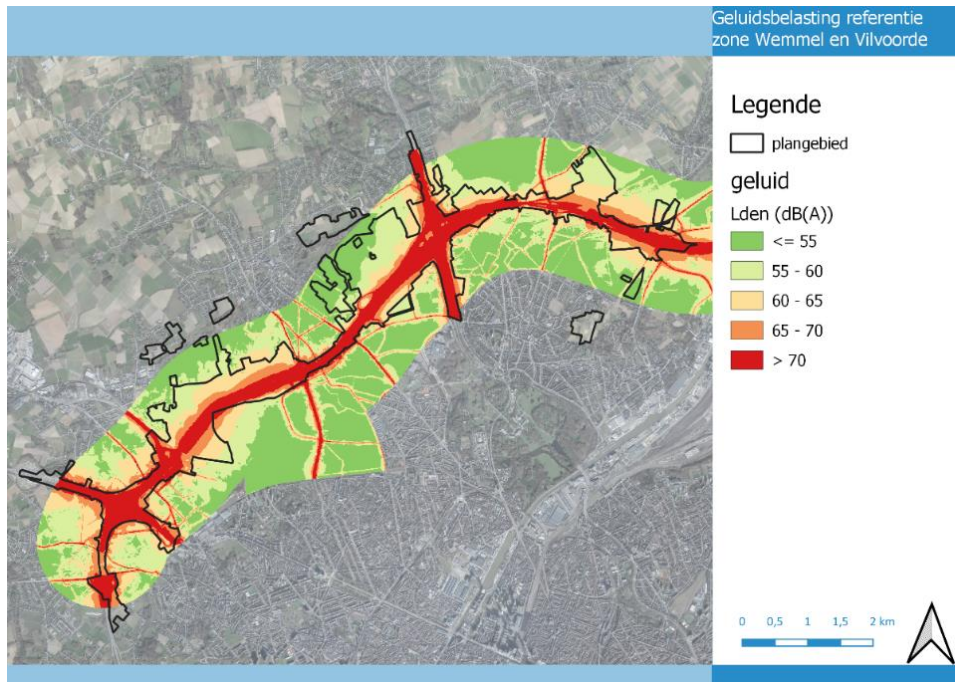 Geluidsbelasting referentie
zone Wemmel en Vilvoorde
Legende
plangebied
geluid
Lden (dB(A))
<= 55
55 - 60
60 - 65
65 - 70
> 70
0 0,5 1 1,5 2 km